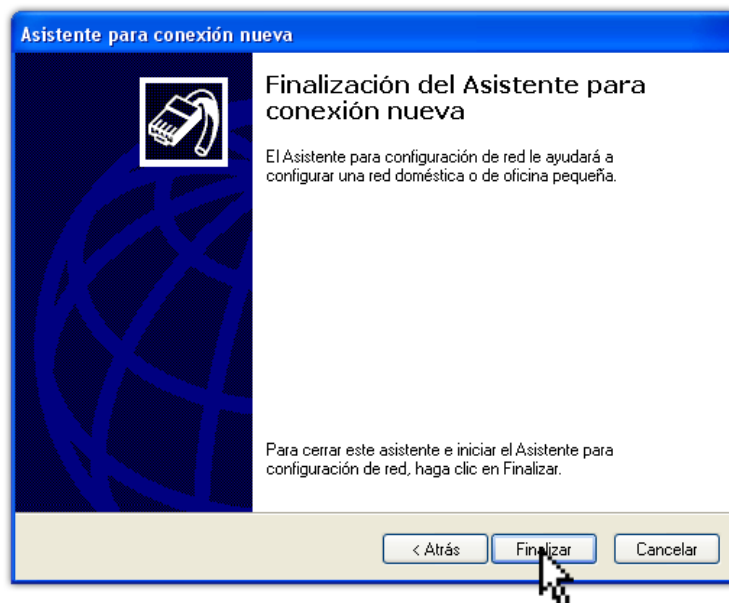 Asistente para conexión nueva
Finalización del Asistente para
conexión nueva
El Asistente para configuración de red le ayudará a
configurar una red doméstica o de oficina pequeña.
Para cerrar este asistente e iniciar el Asistente para
configuración de red, haga clic en Finalizar.
< Atrás Finalizar Cancelar